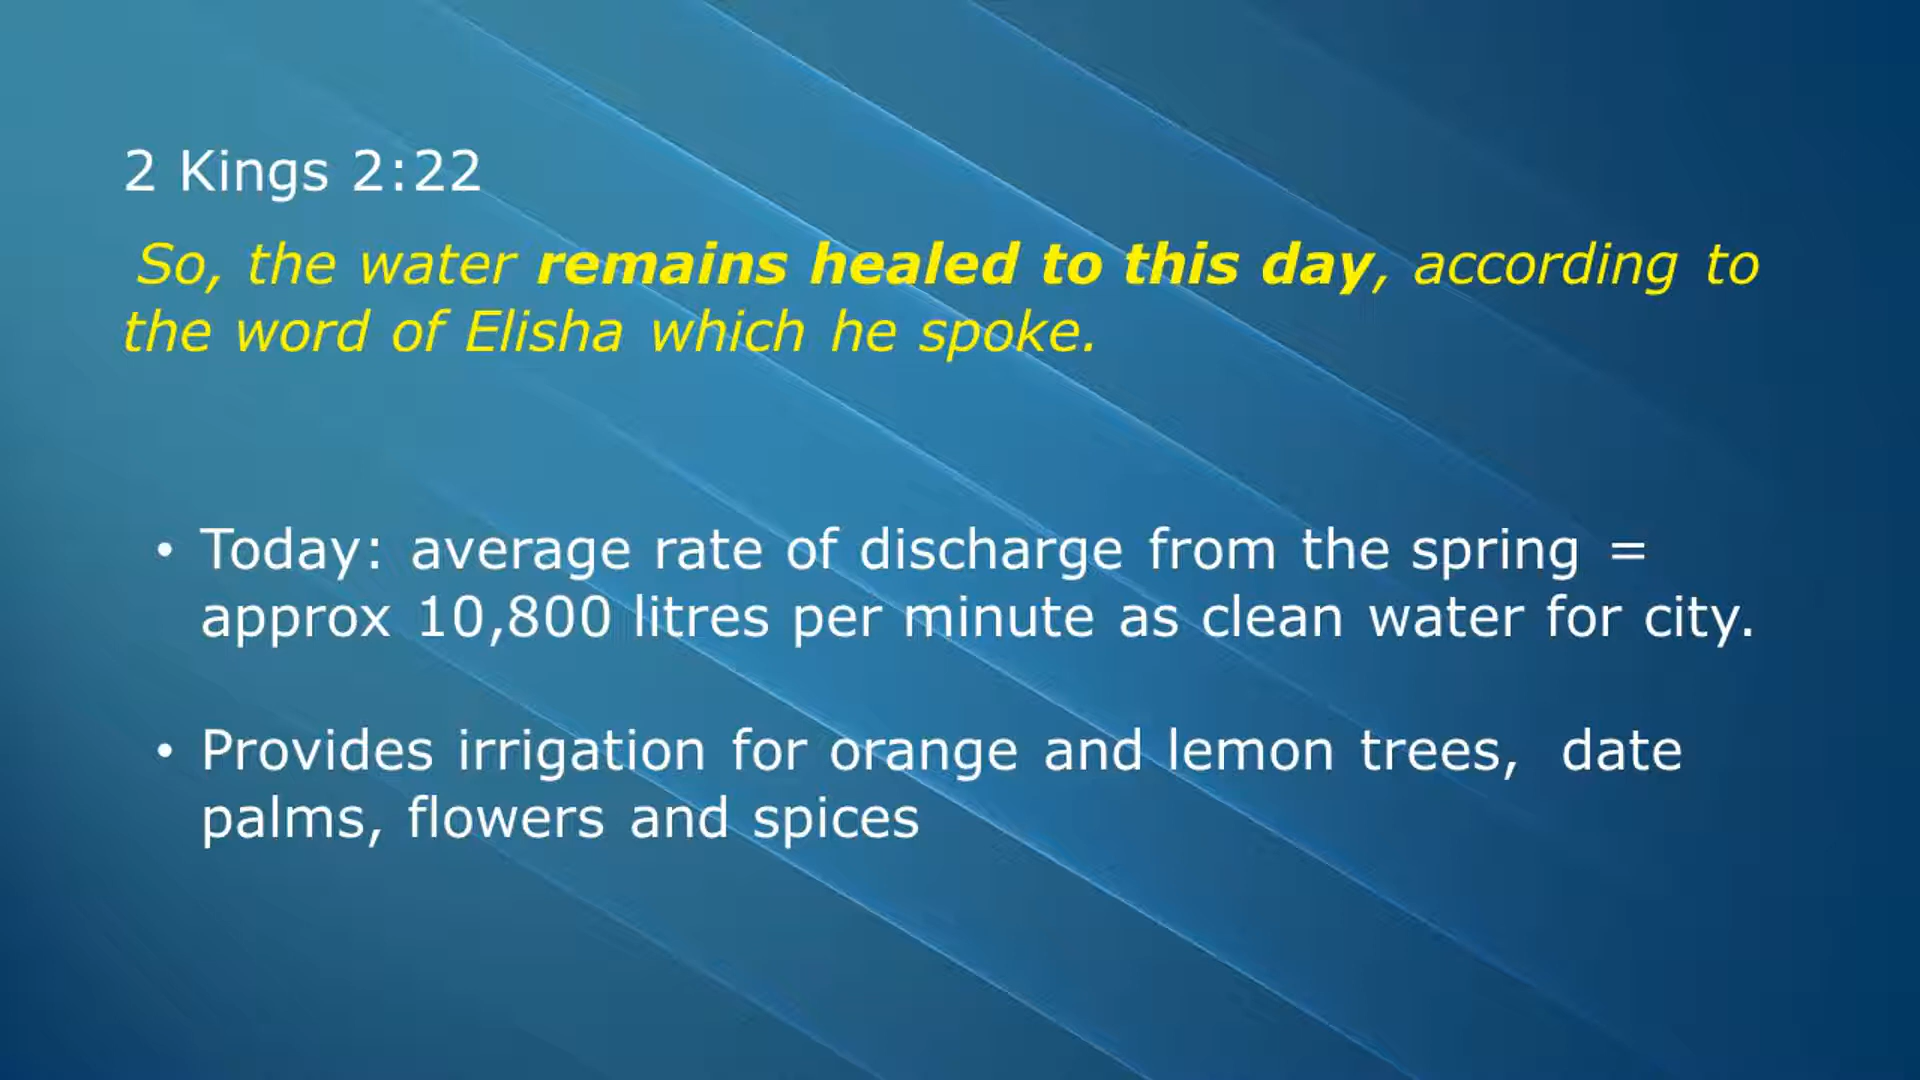 2 Kings 2:22
So, the water remains healed to this day, according to
the word of Elisha which he spoke.
• Today: average rate of discharge from the spring =
approx 10,800 litres per minute as clean water for city.
• Provides irrigation for orange and lemon trees, date
palms, flowers and spices